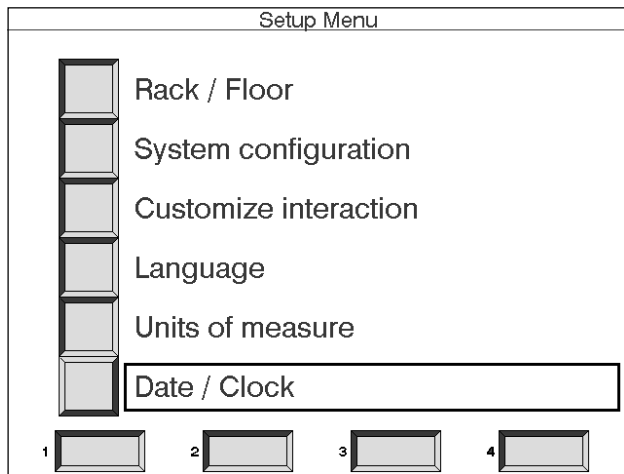 Setup Menu
Rack / Floor
System configuration
Customize interaction
Language
Units of measure
Date / Clock
1 2 3 4